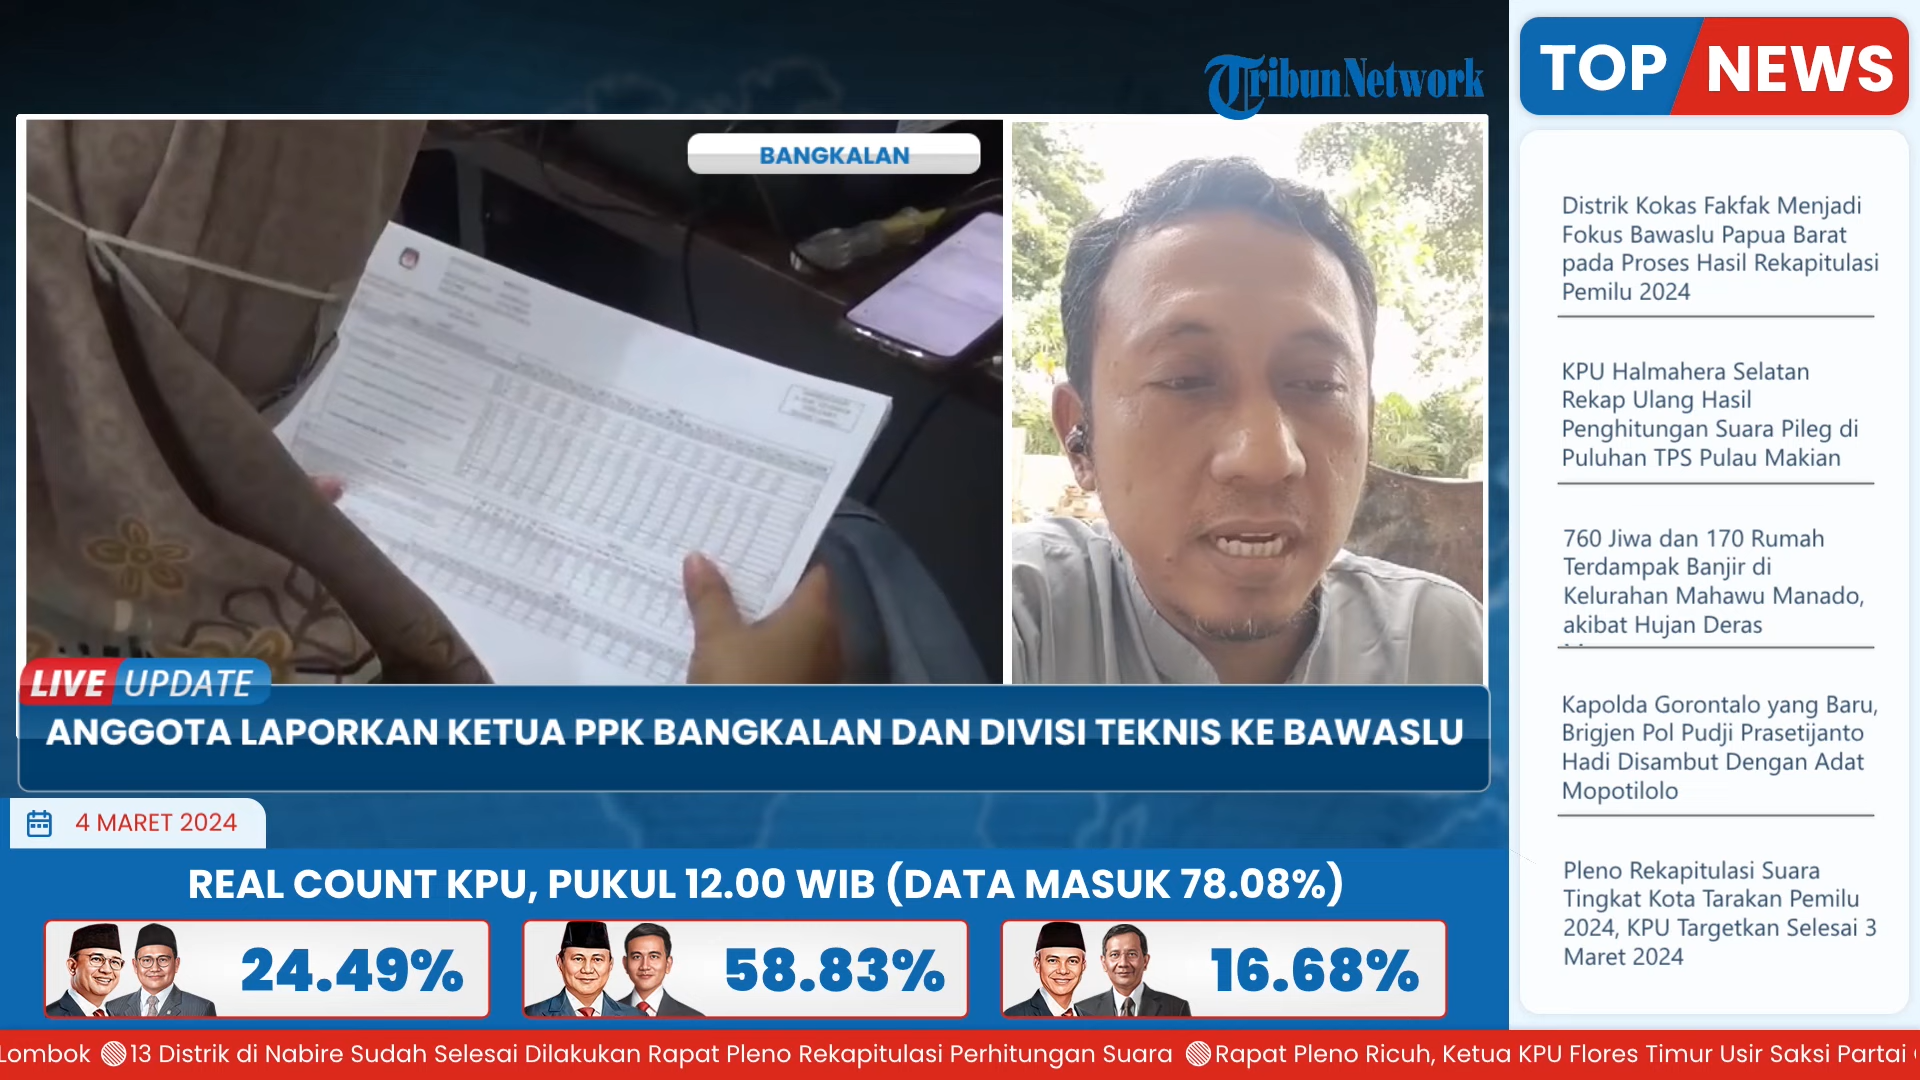 TribunNetwork
BANGKALAN
LIVE UPDATE
ANGGOTA LAPORKAN KETUA PPK BANGKALAN DAN DIVISI TEKNIS KE BAWASLU
4 MARET 2024
REAL COUNT KPU, PUKUL 12.00 WIB (DATA MASUK 78.08%)
24.49%
58.83%
16.68%
TOP NEWS
Distrik Kokas Fakfak Menjadi
Fokus Bawaslu Papua Barat
pada Proses Hasil Rekapitulasi
Pemilu 2024
KPU Halmahera Selatan
Rekap Ulang Hasil
Penghitungan Suara Pileg di
Puluhan TPS Pulau Makian
760 Jiwa dan 170 Rumah
Terdampak Banjir di
Kelurahan Mahawu Manado,
akibat Hujan Deras
Kapolda Gorontalo yang Baru,
Brigjen Pol Pudji Prasetijanto
Hadi Disambut Dengan Adat
Mopotilolo
Pleno Rekapitulasi Suara
Tingkat Kota Tarakan Pemilu
2024, KPU Targetkan Selesai 3
Maret 2024
Lombok 13 Distrik di Nabire Sudah Selesai Dilakukan Rapat Pleno Rekapitulasi Perhitungan Suara Rapat Pleno Ricuh, Ketua KPU Flores Timur Usir Saksi Partai